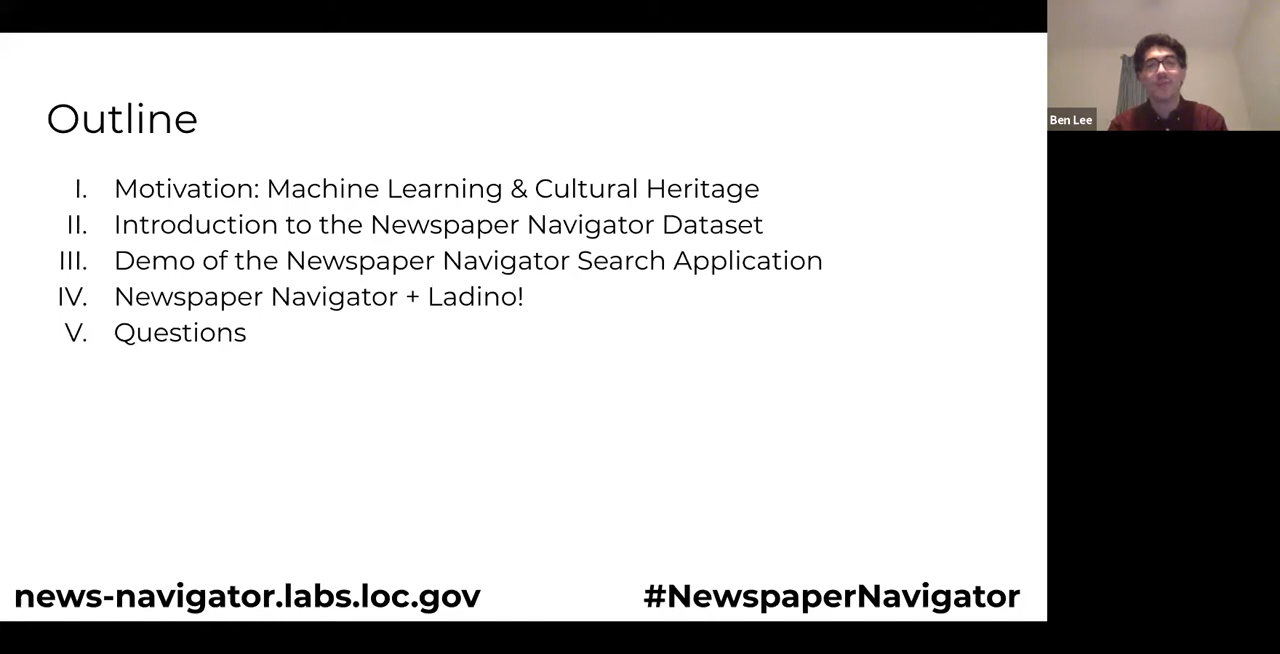 Outline
I. Motivation: Machine Learning & Cultural Heritage
II. Introduction to the Newspaper Navigator Dataset
III. Demo of the Newspaper Navigator Search Application
IV. Newspaper Navigator + Ladino!
V. Questions
news-navigator.labs.loc.gov
#NewspaperNavigator
Ben Lee